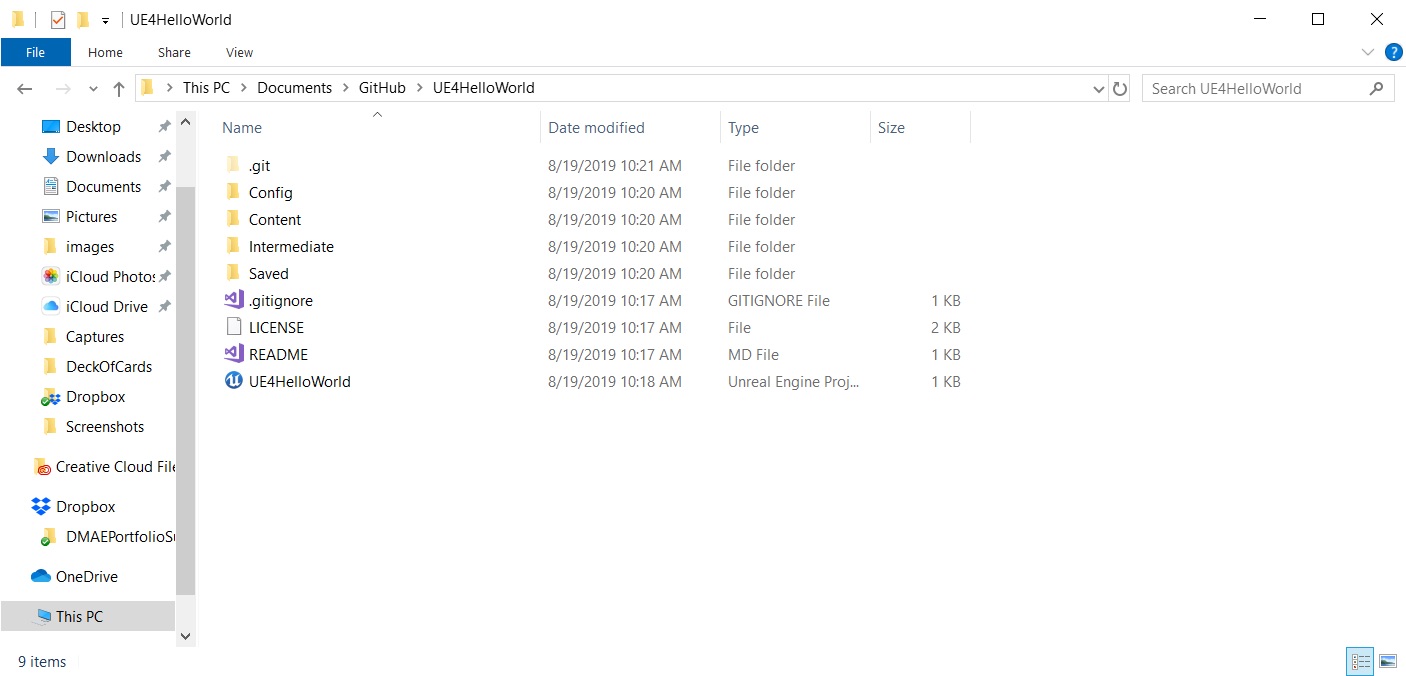 UE4HelloWorld
File Home Share View
This PC Documents GitHub UE4HelloWorld Search UE4HelloWorld
Desktop
Downloads
Documents
Pictures
images
iCloud Photos
iCloud Drive
Captures
DeckOfCards
Dropbox
Screenshots
Creative Cloud File
Dropbox
DMAEPortfolioSu
OneDrive
This PC
Name Date modified Type Size
.git 8/19/2019 10:21 AM File folder
Config 8/19/2019 10:20 AM File folder
Content 8/19/2019 10:20 AM File folder
Intermediate 8/19/2019 10:20 AM File folder
Saved 8/19/2019 10:20 AM File folder
.gitignore 8/19/2019 10:17 AM GITIGNORE File 1 KB
LICENSE 8/19/2019 10:17 AM File 2 KB
README 8/19/2019 10:17 AM MD File 1 KB
UE4HelloWorld 8/19/2019 10:18 AM Unreal Engine Proj... 1 KB
9 items